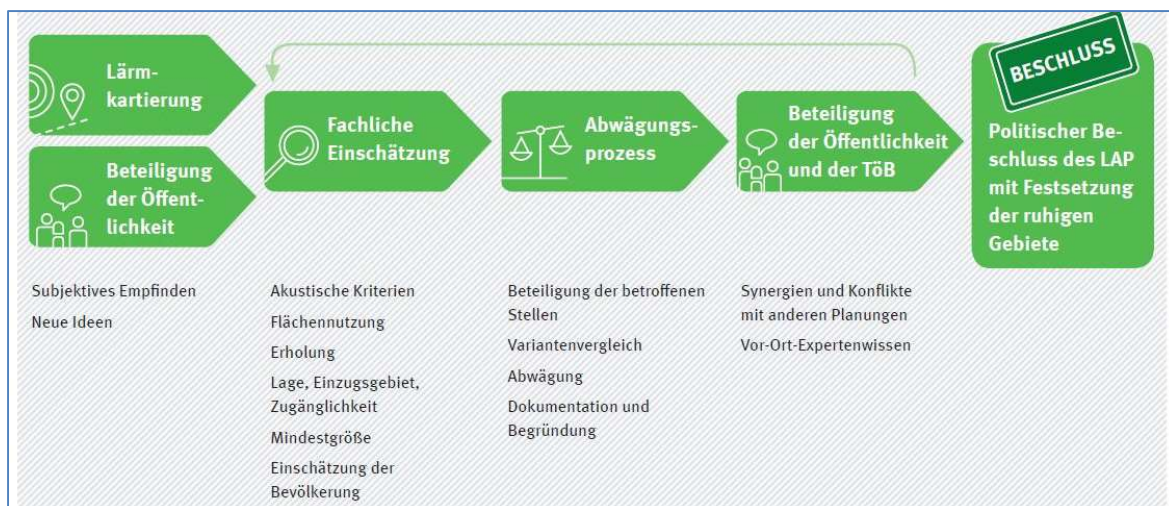 Lärm-
kartierung
Beteiligung
der Öffent-
lichkeit
Subjektives Empfinden
Neue Ideen
Fachliche
Einschätzung
Akustische Kriterien
Flächennutzung
Erholung
Lage, Einzugsgebiet,
Zugänglichkeit
Mindestgröße
Einschätzung der
Bevölkerung
Abwägungs-
prozess
Beteiligung der betroffenen
Stellen
Variantenvergleich
Abwägung
Dokumentation und
Begründung
Beteiligung
der Öffentlichkeit
und der TöB
Synergien und Konflikte
mit anderen Planungen
Vor-Ort-Expertenwissen
BESCHLUSS
Politischer Be-
schluss des LAP
mit Festsetzung
der ruhigen
Gebiete